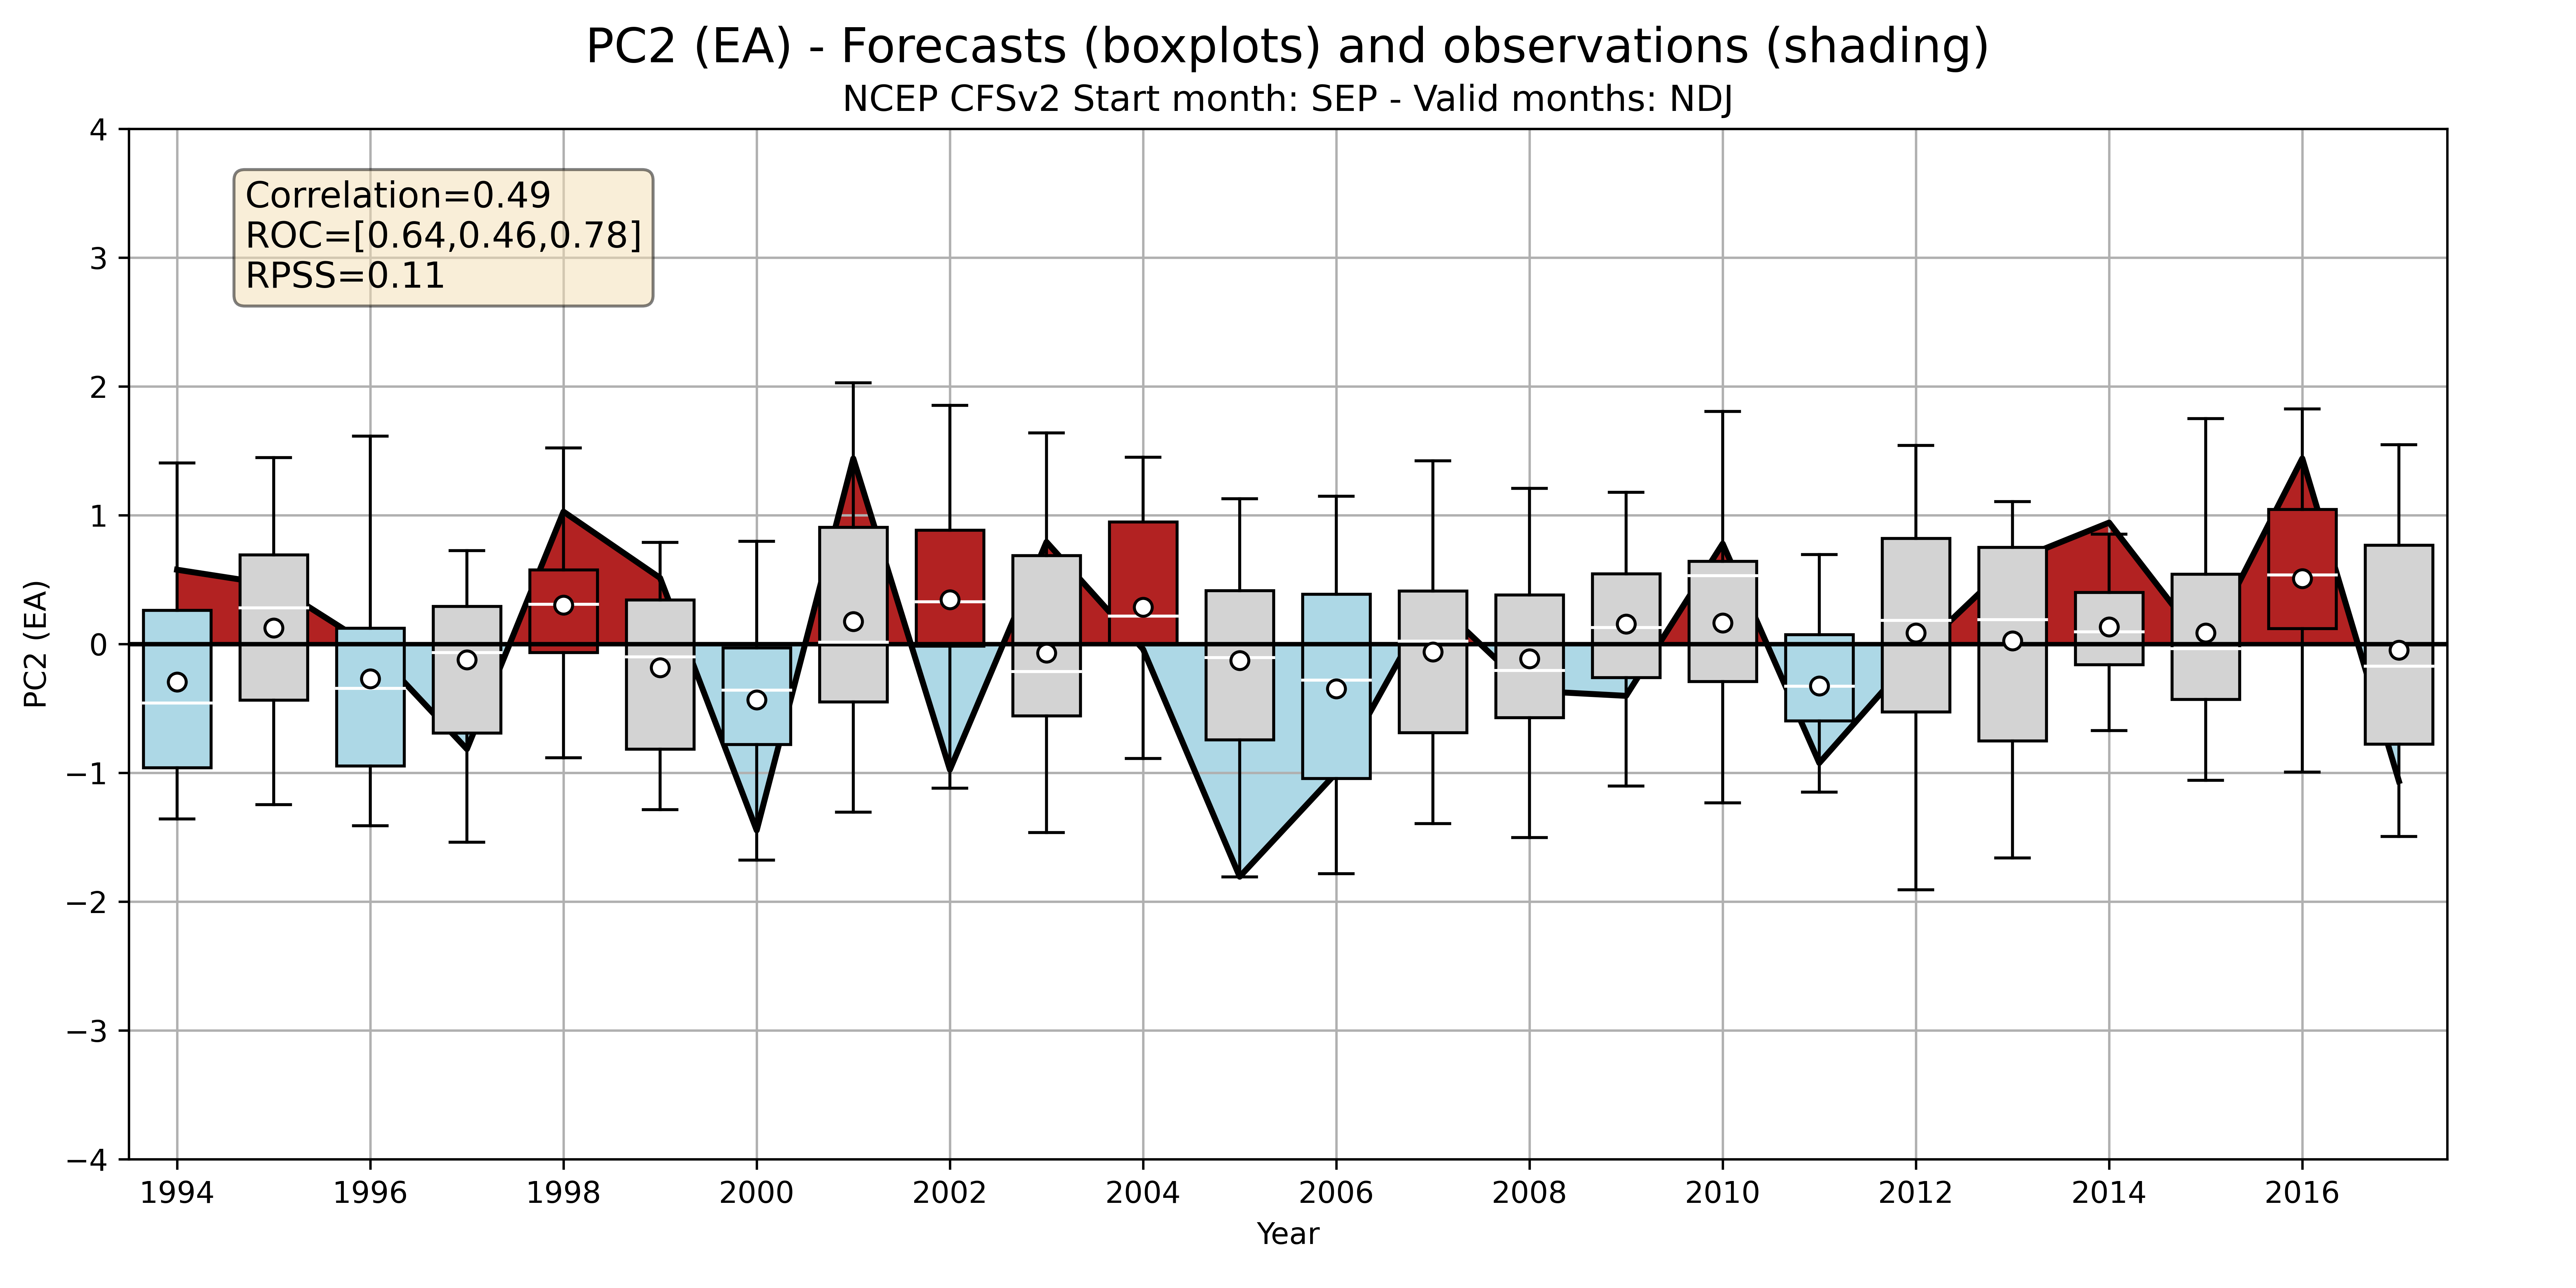 PC2 (EA) - Forecasts (boxplots) and observations (shading)
NCEP CFSv2 Start month: SEP - Valid months: NDJ
Correlation=0.49
ROC=[0.64,0.46,0.78]
RPSS=0.11
PC2 (EA)
4
3
2
1
0
−1
−2
−3
−4
1994 1996 1998 2000 2002 2004 2006 2008 2010 2012 2014 2016
Year